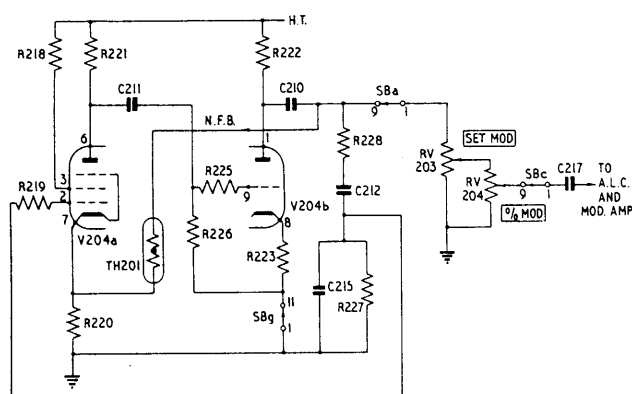 H.T.
R218
R221
R222
C211
C210
SBa
9
1
N.F.B.
6
1
R228
SET MOD
RV
203
RV
204
SBc
9
1
C217
TO
A.L.C.
AND
MOD. AMP
% MOD
R219
3
2
7
R225
9
V204b
8
C212
V204a
TH201
R226
R223
C215
R227
R220
SBg
11
1